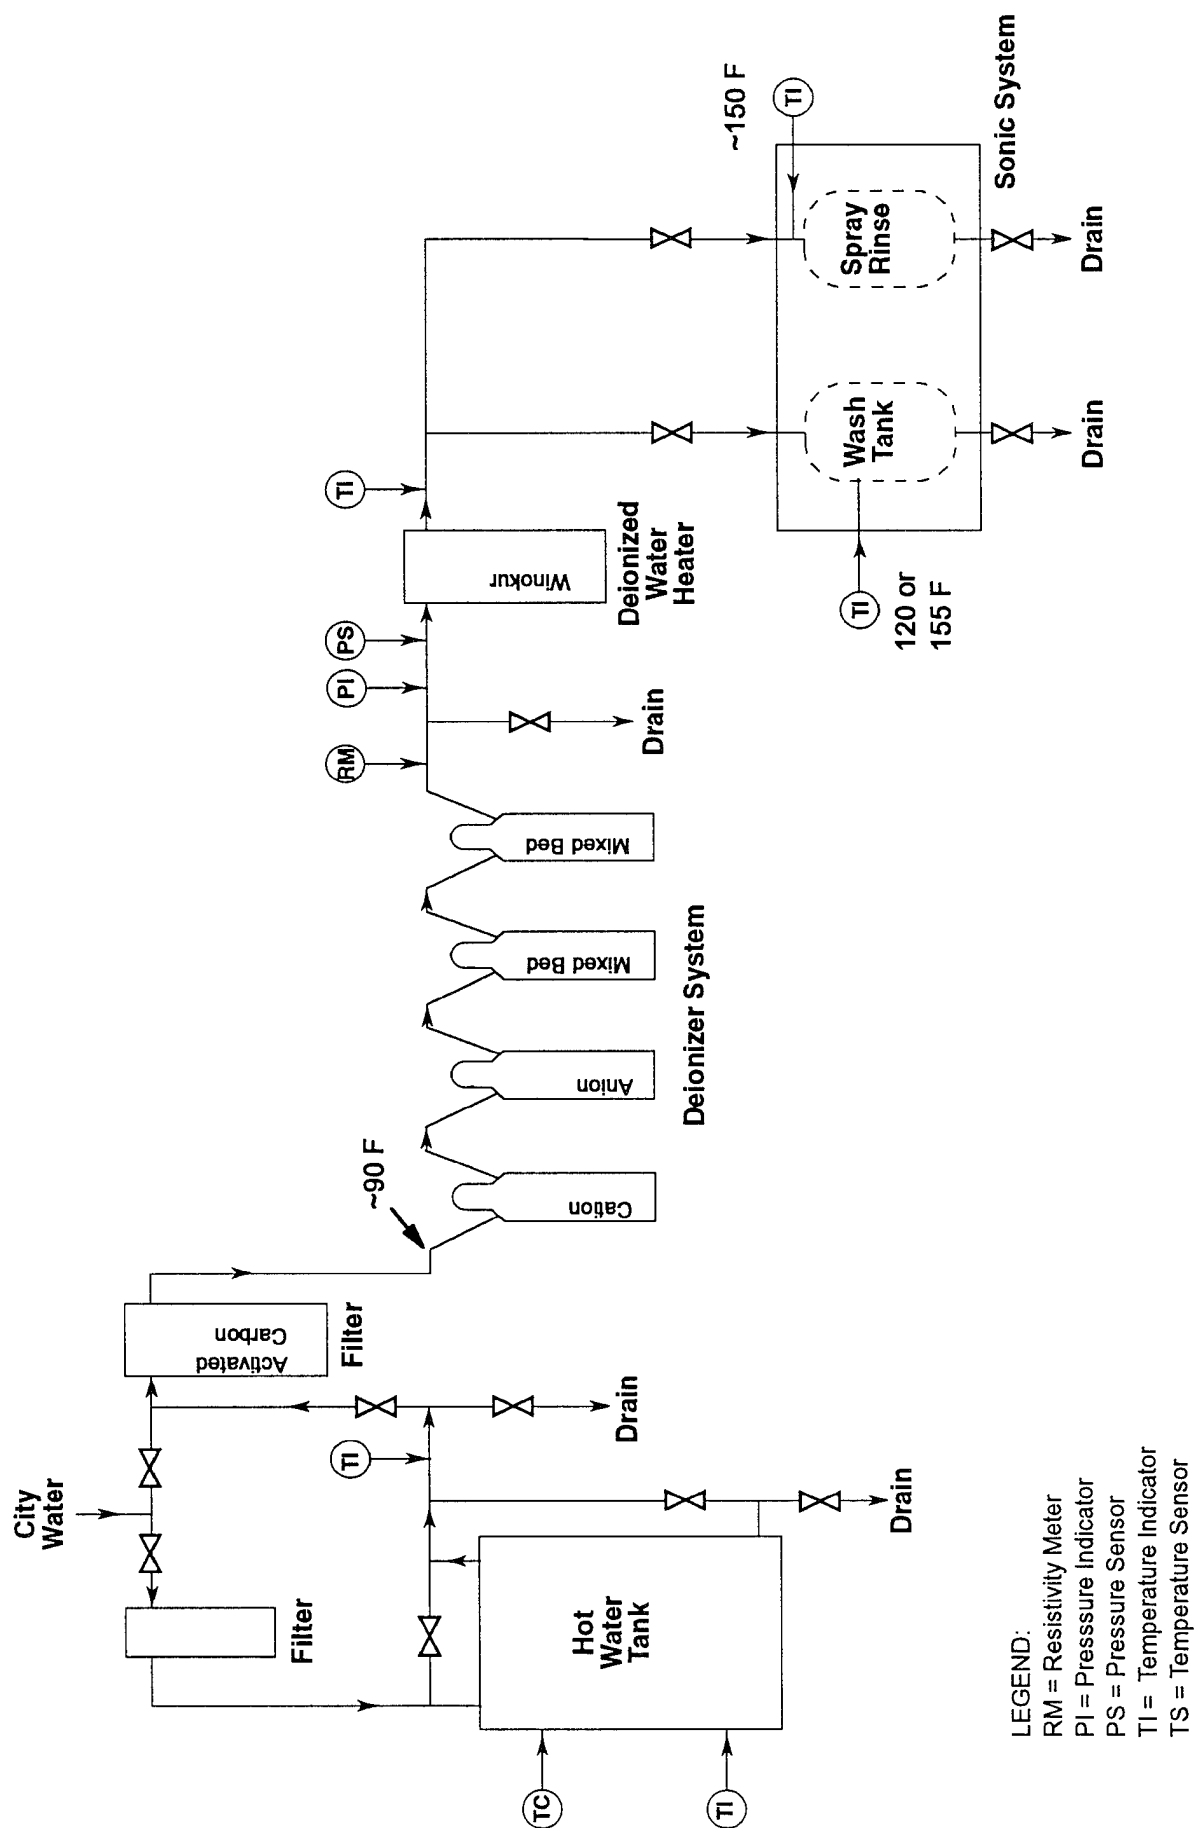 City
Water
Filter
Activated
Carbon
Filter
~90 F
TI
Drain
Hot
Water
Tank
TC
TI
Drain
Cation
Anion
Mixed Bed
Mixed Bed
Deionizer System
RM
PI
PS
Drain
Winokur
Deionized
Water
Heater
TI
TI
120 or
155 F
Wash
Tank
Spray
Rinse
TI
~150 F
Drain
Drain
Sonic System
LEGEND:
RM = Resistivity Meter
PI = Presssure Indicator
PS = Pressure Sensor
TI = Temperature Indicator
TS = Temperature Sensor